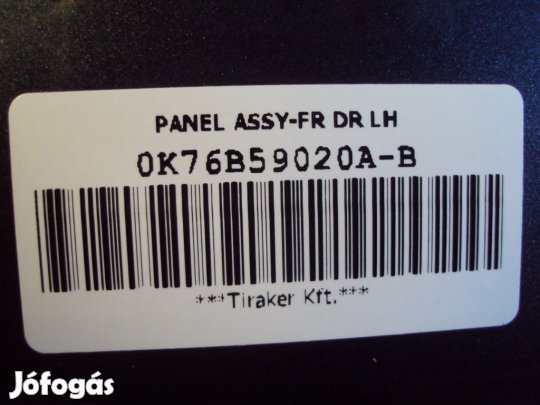 PANEL ASSY-FR DR LH
0K76B59020A-B
***Tiraker Kft.***
Jófogás